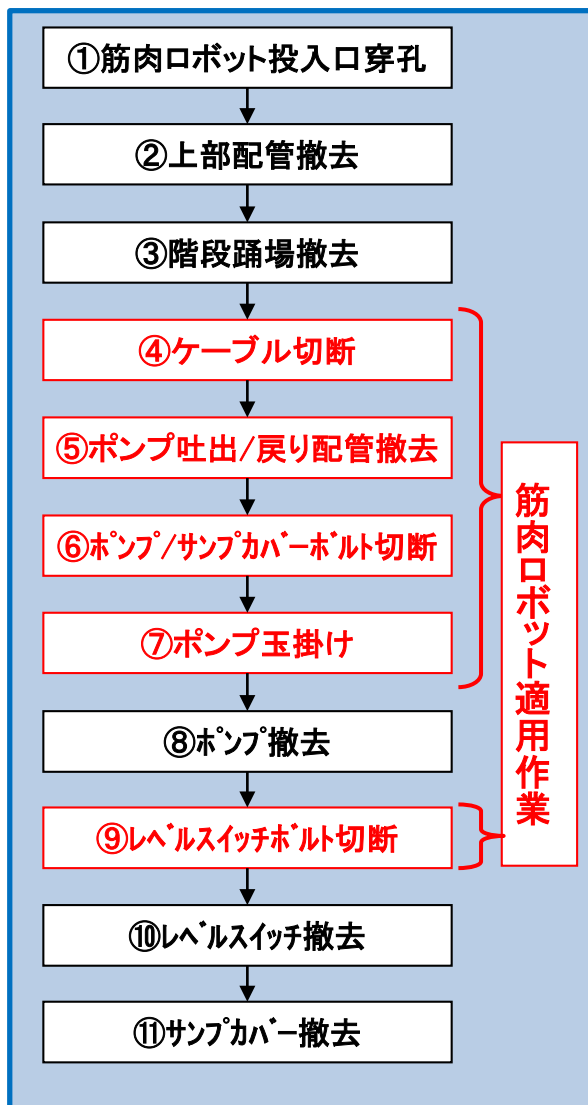 ①筋肉ロボット投入口穿孔
②上部配管撤去
③階段踊場撤去
④ケーブル切断
⑤ポンプ吐出/戻り配管撤去
⑥ﾎﾟﾝﾌﾟ/ｻﾝﾌﾟｶﾊﾞｰﾎﾞﾙﾄ切断
⑦ポンプ玉掛け
⑧ﾎﾟﾝﾌﾟ撤去
⑨ﾚﾍﾞﾙｽｲｯﾁﾎﾞﾙﾄ切断
⑩ﾚﾍﾞﾙｽｲｯﾁ撤去
⑪ｻﾝﾌﾟｶﾊﾞｰ撤去
筋肉ロボット適用作業